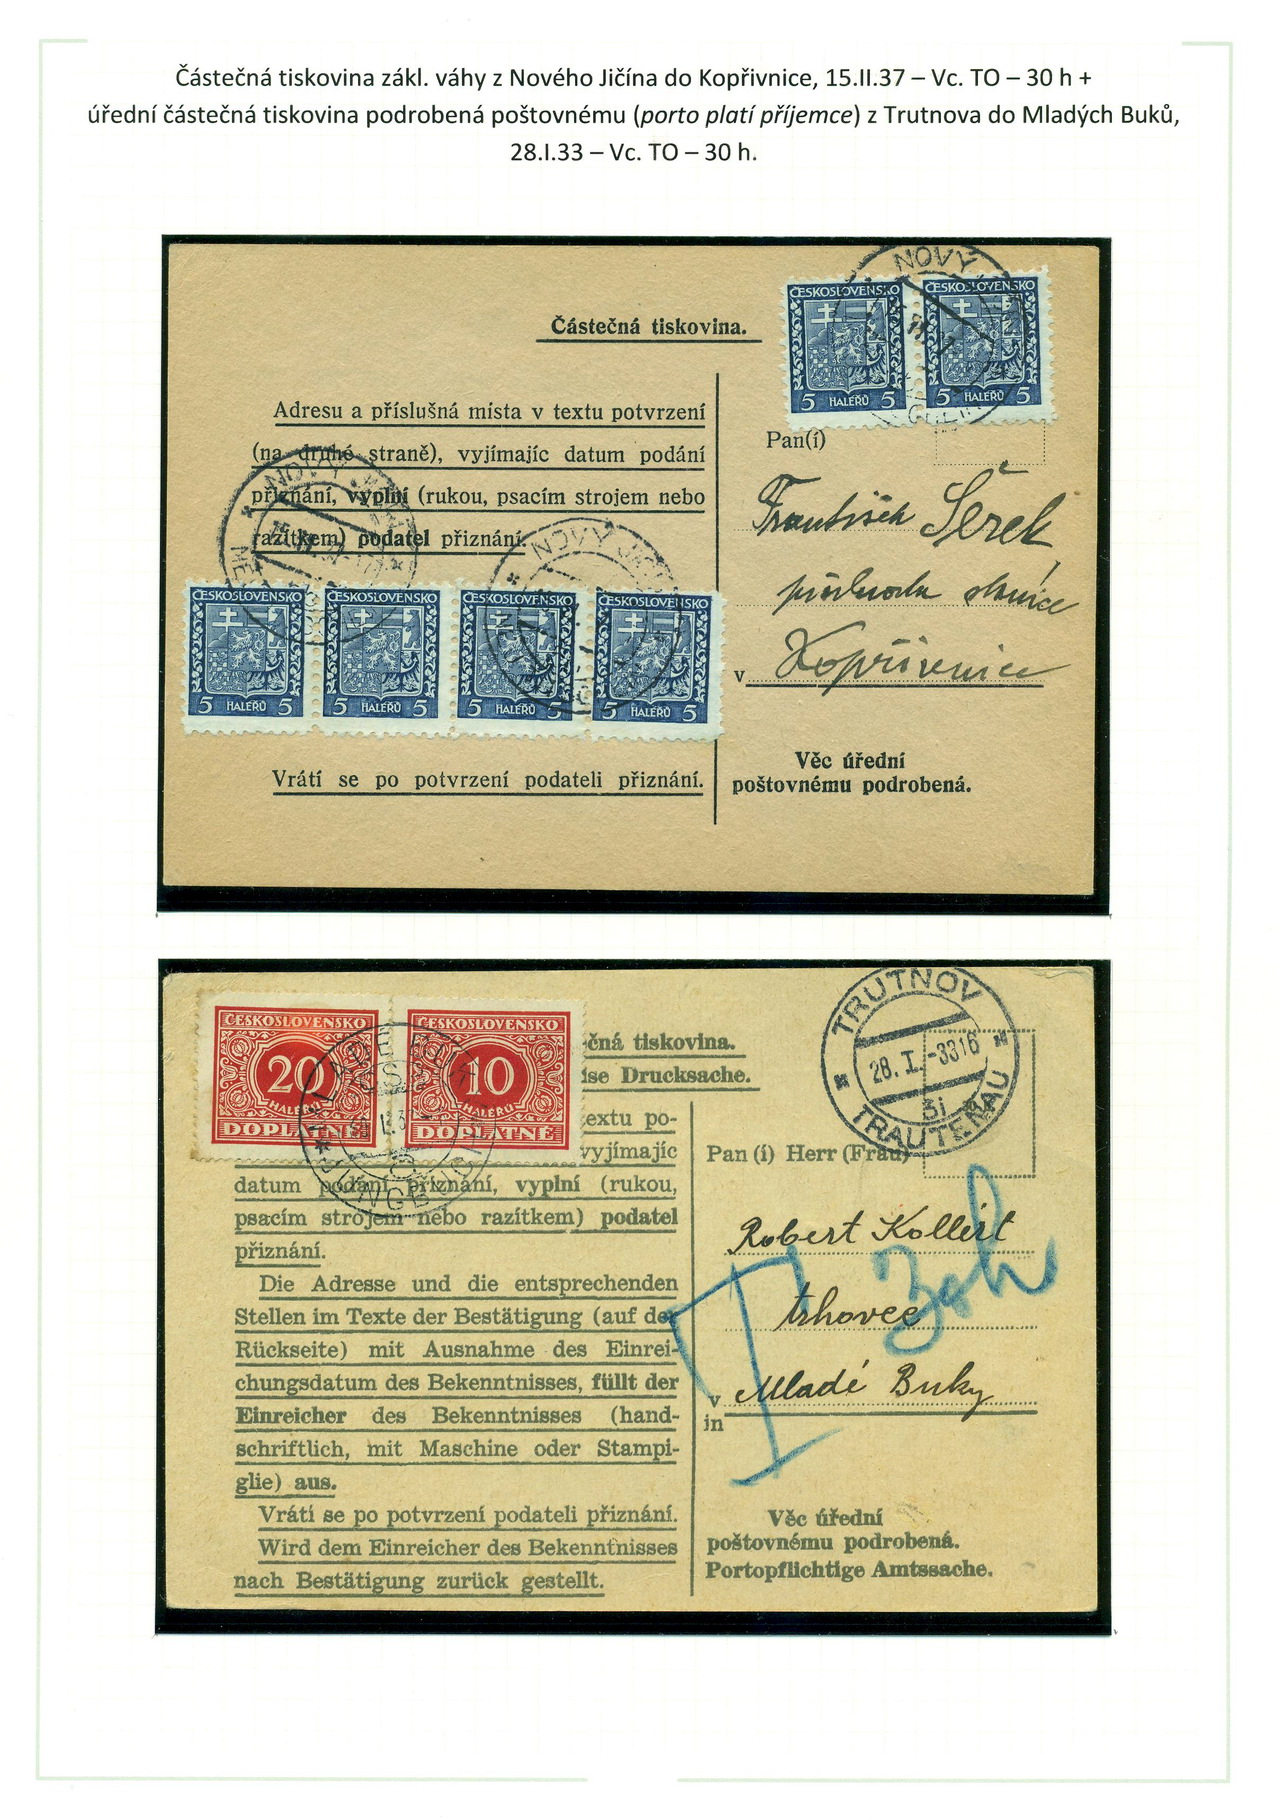 Částečná tiskovina zákl. váhy z Nového Jičína do Kopřivnice, 15.II.37 – Vc. TO – 30 h +
úřední částečná tiskovina podrobená poštovnému (porto platí příjemce) z Trutnova do Mladých Buků,
28.I.33 – Vc. TO – 30 h.
NOVÝ
ČESKOSLOVENSKO ČESKOSLOVENSKO
5 HALÉŘŮ 5 5 HALÉŘŮ 5
Částečná tiskovina.
Adresu a příslušná místa v textu potvrzení
(na druhé straně), vyjímajíc datum podání
přiznání, vyplní (rukou, psacím strojem nebo
razítkem) podatel přiznání.
NOVÝ
NOVÝ JIČÍN
ČESKOSLOVENSKO ČESKOSLOVENSKO ČESKOSLOVENSKO ČESKOSLOVENSKO
5 HALÉŘŮ 5 5 HALÉŘŮ 5 5 HALÉŘŮ 5 5 HALÉŘŮ 5
Vrátí se po potvrzení podateli přiznání.
Pan(í)
František Šerek
v Kopřivnice
Věc úřední
poštovnému podrobená.
ČESKOSLOVENSKO ČESKOSLOVENSKO
20 10
HALÉŘŮ HALÉŘŮ
DOPLATNÉ DOPLATNÉ
JUNGBUCH
čná tiskovina.
ise Drucksache.
extu po-
vyjímajíc
datum podání přiznání, vyplní (rukou,
psacím strojem nebo razítkem) podatel
přiznání.
Die Adresse und die entsprechenden
Stellen im Texte der Bestätigung (auf der
Rückseite) mit Ausnahme des Einrei-
chungsdatum des Bekenntnisses, füllt der
Einreicher des Bekenntnisses (hand-
schriftlich, mit Maschine oder Stampi-
glie) aus.
Vrátí se po potvrzení podateli přiznání.
Wird dem Einreicher des Bekenntnisses
nach Bestätigung zurück gestellt.
TRUTNOV
28. I. -33 16
3i
TRAUTENAU
Pan (í) Herr (Frau)
Robert Kollert
T 30h
trhovec
v Mladé Buky
in
Věc úřední
poštovnému podrobená.
Portopflichtige Amtssache.